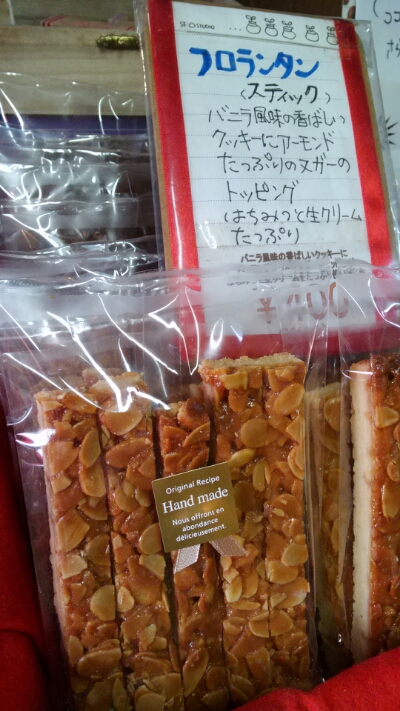 フロランタン
(スティック)
バニラ風味の香ばしい
クッキーにアーモンド
たっぷりのヌガーの
トッピング
はちみつと生クリーム
たっぷり
バニラ風味の香ばしいクッキーに
Original Recipe
Hand made
Nous offrons en
abondance
délicieusement.